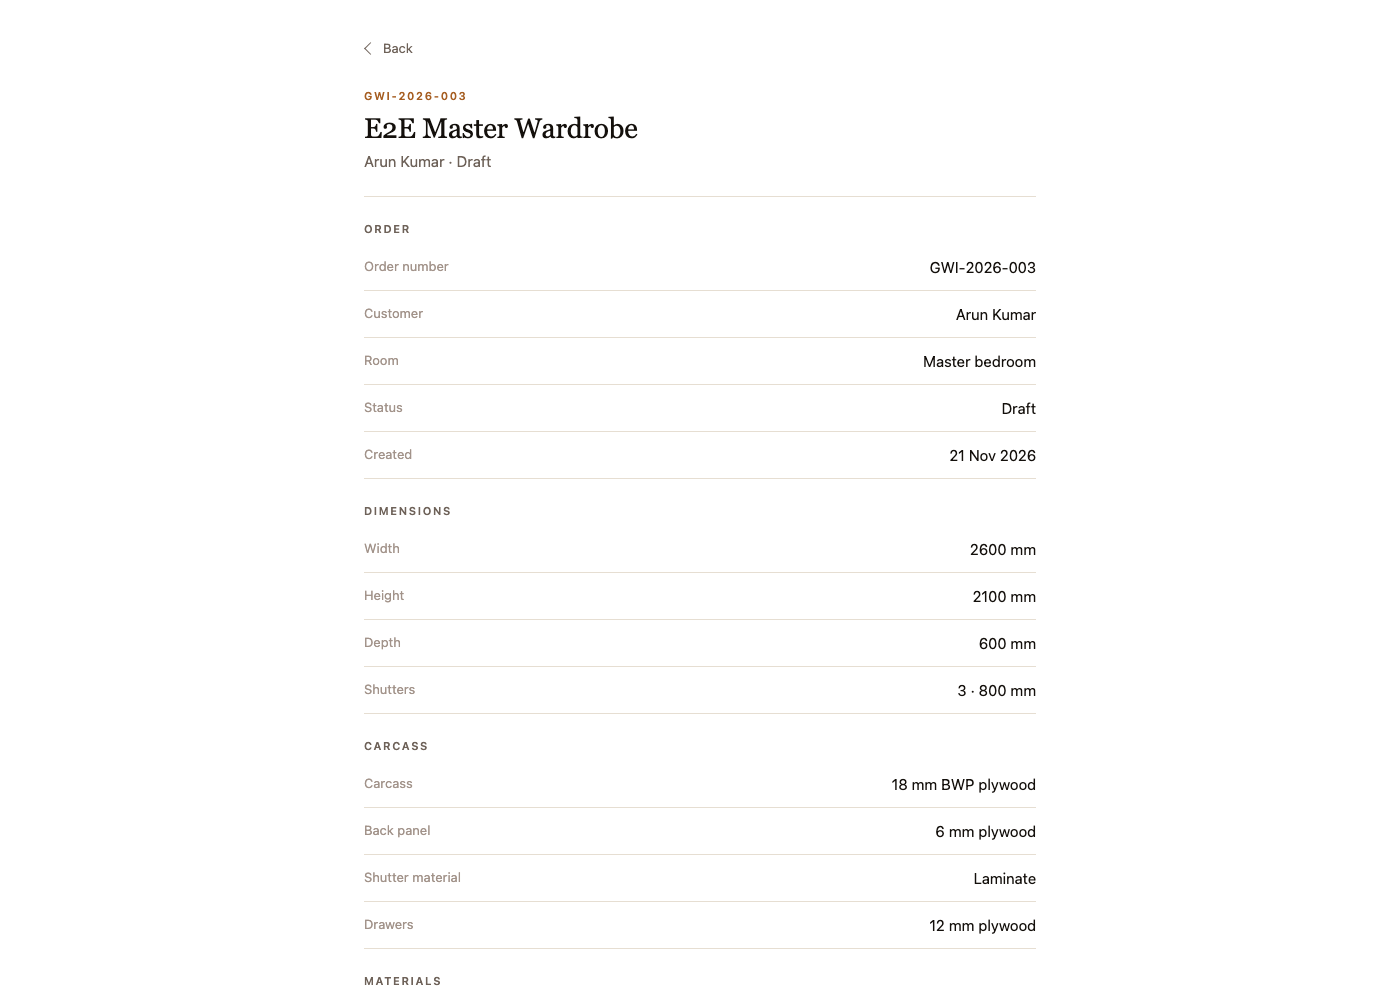 Back
GWI-2026-003
E2E Master Wardrobe
Arun Kumar · Draft
ORDER
Order number GWI-2026-003
Customer Arun Kumar
Room Master bedroom
Status Draft
Created 21 Nov 2026
DIMENSIONS
Width 2600 mm
Height 2100 mm
Depth 600 mm
Shutters 3 · 800 mm
CARCASS
Carcass 18 mm BWP plywood
Back panel 6 mm plywood
Shutter material Laminate
Drawers 12 mm plywood
MATERIALS